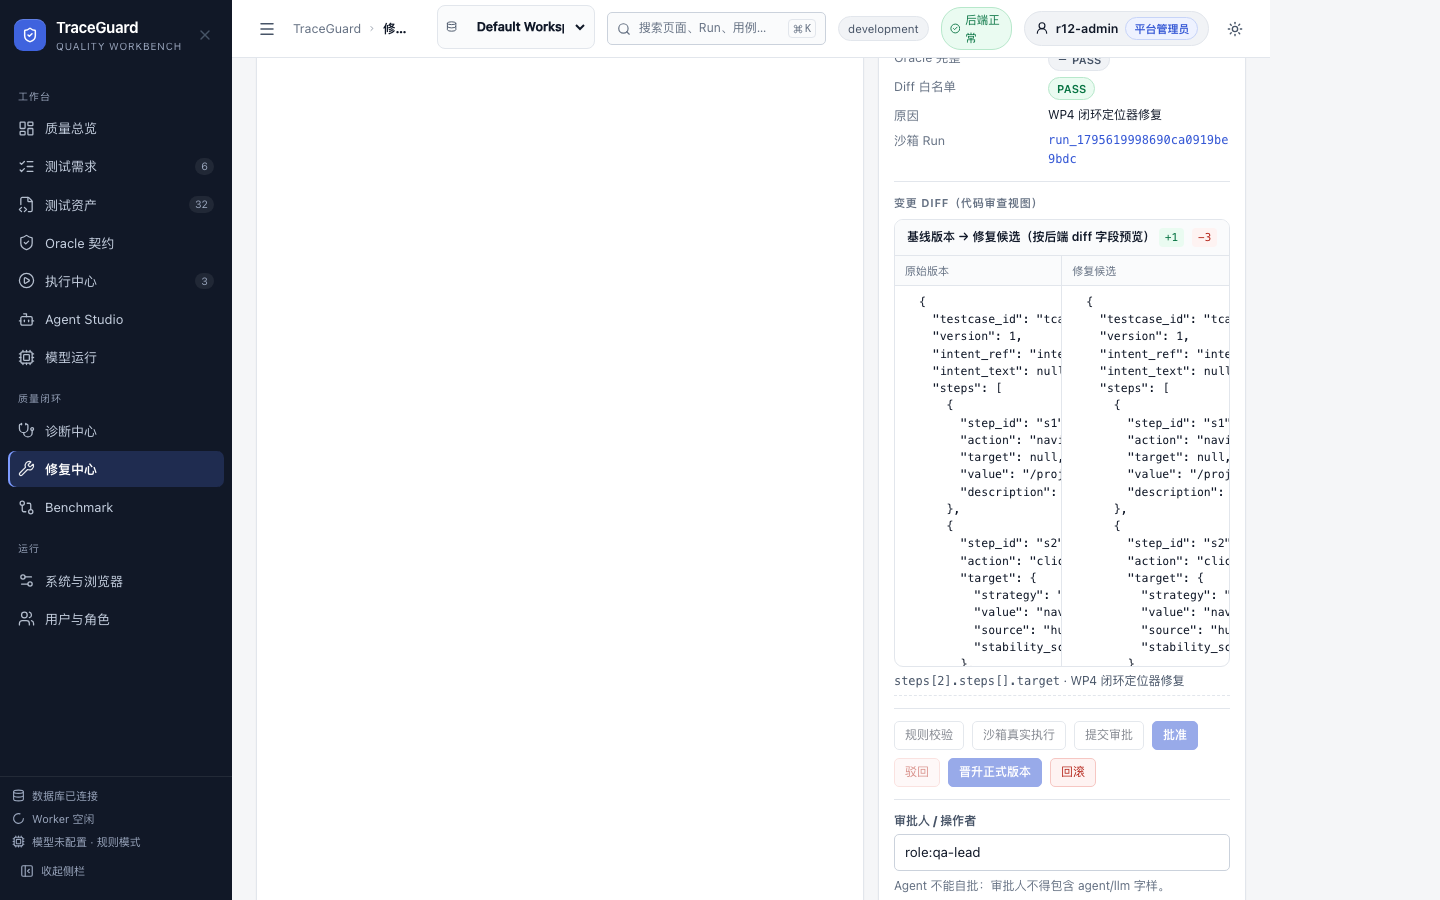 TraceGuard
QUALITY WORKBENCH
工作台
质量总览
测试需求 6
测试资产 32
Oracle 契约
执行中心 3
Agent Studio
模型运行
质量闭环
诊断中心
修复中心
Benchmark
运行
系统与浏览器
用户与角色
数据库已连接
Worker 空闲
模型未配置 · 规则模式
收起侧栏
TraceGuard › 修...
Default Worksp
搜索页面、Run、用例... ⌘ K
development
后端正常
r12-admin 平台管理员
Oracle 完整 – PASS
Diff 白名单 PASS
原因 WP4 闭环定位器修复
沙箱 Run run_1795619998690ca0919be
9bdc
变更 DIFF（代码审查视图）
基线版本 → 修复候选（按后端 diff 字段预览） +1 −3
原始版本 修复候选
{ {
"testcase_id": "tca "testcase_id": "tca
"version": 1, "version": 1,
"intent_ref": "inte "intent_ref": "inte
"intent_text": null "intent_text": null
"steps": [ "steps": [
{ {
"step_id": "s1" "step_id": "s1"
"action": "navi "action": "navi
"target": null, "target": null,
"value": "/proj "value": "/proj
"description": "description":
}, },
{ {
"step_id": "s2" "step_id": "s2"
"action": "clic "action": "clic
"target": { "target": {
"strategy": " "strategy": "
"value": "nav "value": "nav
"source": "hu "source": "hu
"stability_sc "stability_sc
} }
steps[2].steps[].target · WP4 闭环定位器修复
规则校验 沙箱真实执行 提交审批 批准
驳回 晋升正式版本 回滚
审批人 / 操作者
role:qa-lead
Agent 不能自批：审批人不得包含 agent/llm 字样。